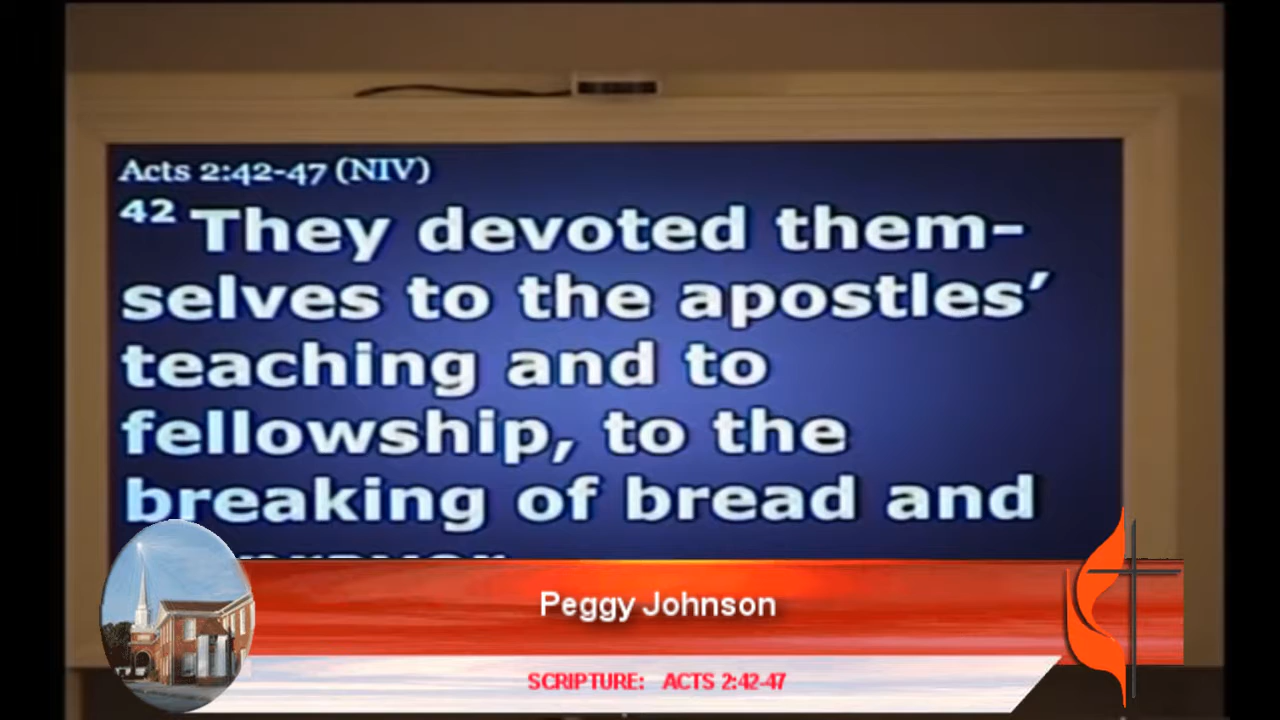 Acts 2:42-47 (NIV)
42 They devoted them-
selves to the apostles’
teaching and to
fellowship, to the
breaking of bread and
Peggy Johnson
SCRIPTURE: ACTS 2:42-47